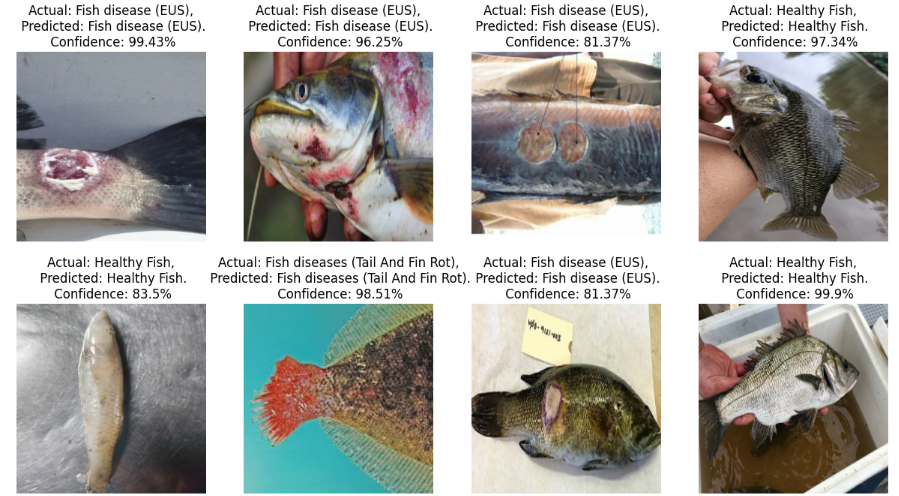 Actual: Fish disease (EUS),
Predicted: Fish disease (EUS).
Confidence: 99.43%
Actual: Fish disease (EUS),
Predicted: Fish disease (EUS).
Confidence: 96.25%
Actual: Fish disease (EUS),
Predicted: Fish disease (EUS).
Confidence: 81.37%
Actual: Healthy Fish,
Predicted: Healthy Fish.
Confidence: 97.34%
Actual: Healthy Fish,
Predicted: Healthy Fish.
Confidence: 83.5%
Actual: Fish diseases (Tail And Fin Rot),
Predicted: Fish diseases (Tail And Fin Rot).
Confidence: 98.51%
Actual: Fish disease (EUS),
Predicted: Fish disease (EUS).
Confidence: 81.37%
Actual: Healthy Fish,
Predicted: Healthy Fish.
Confidence: 99.9%